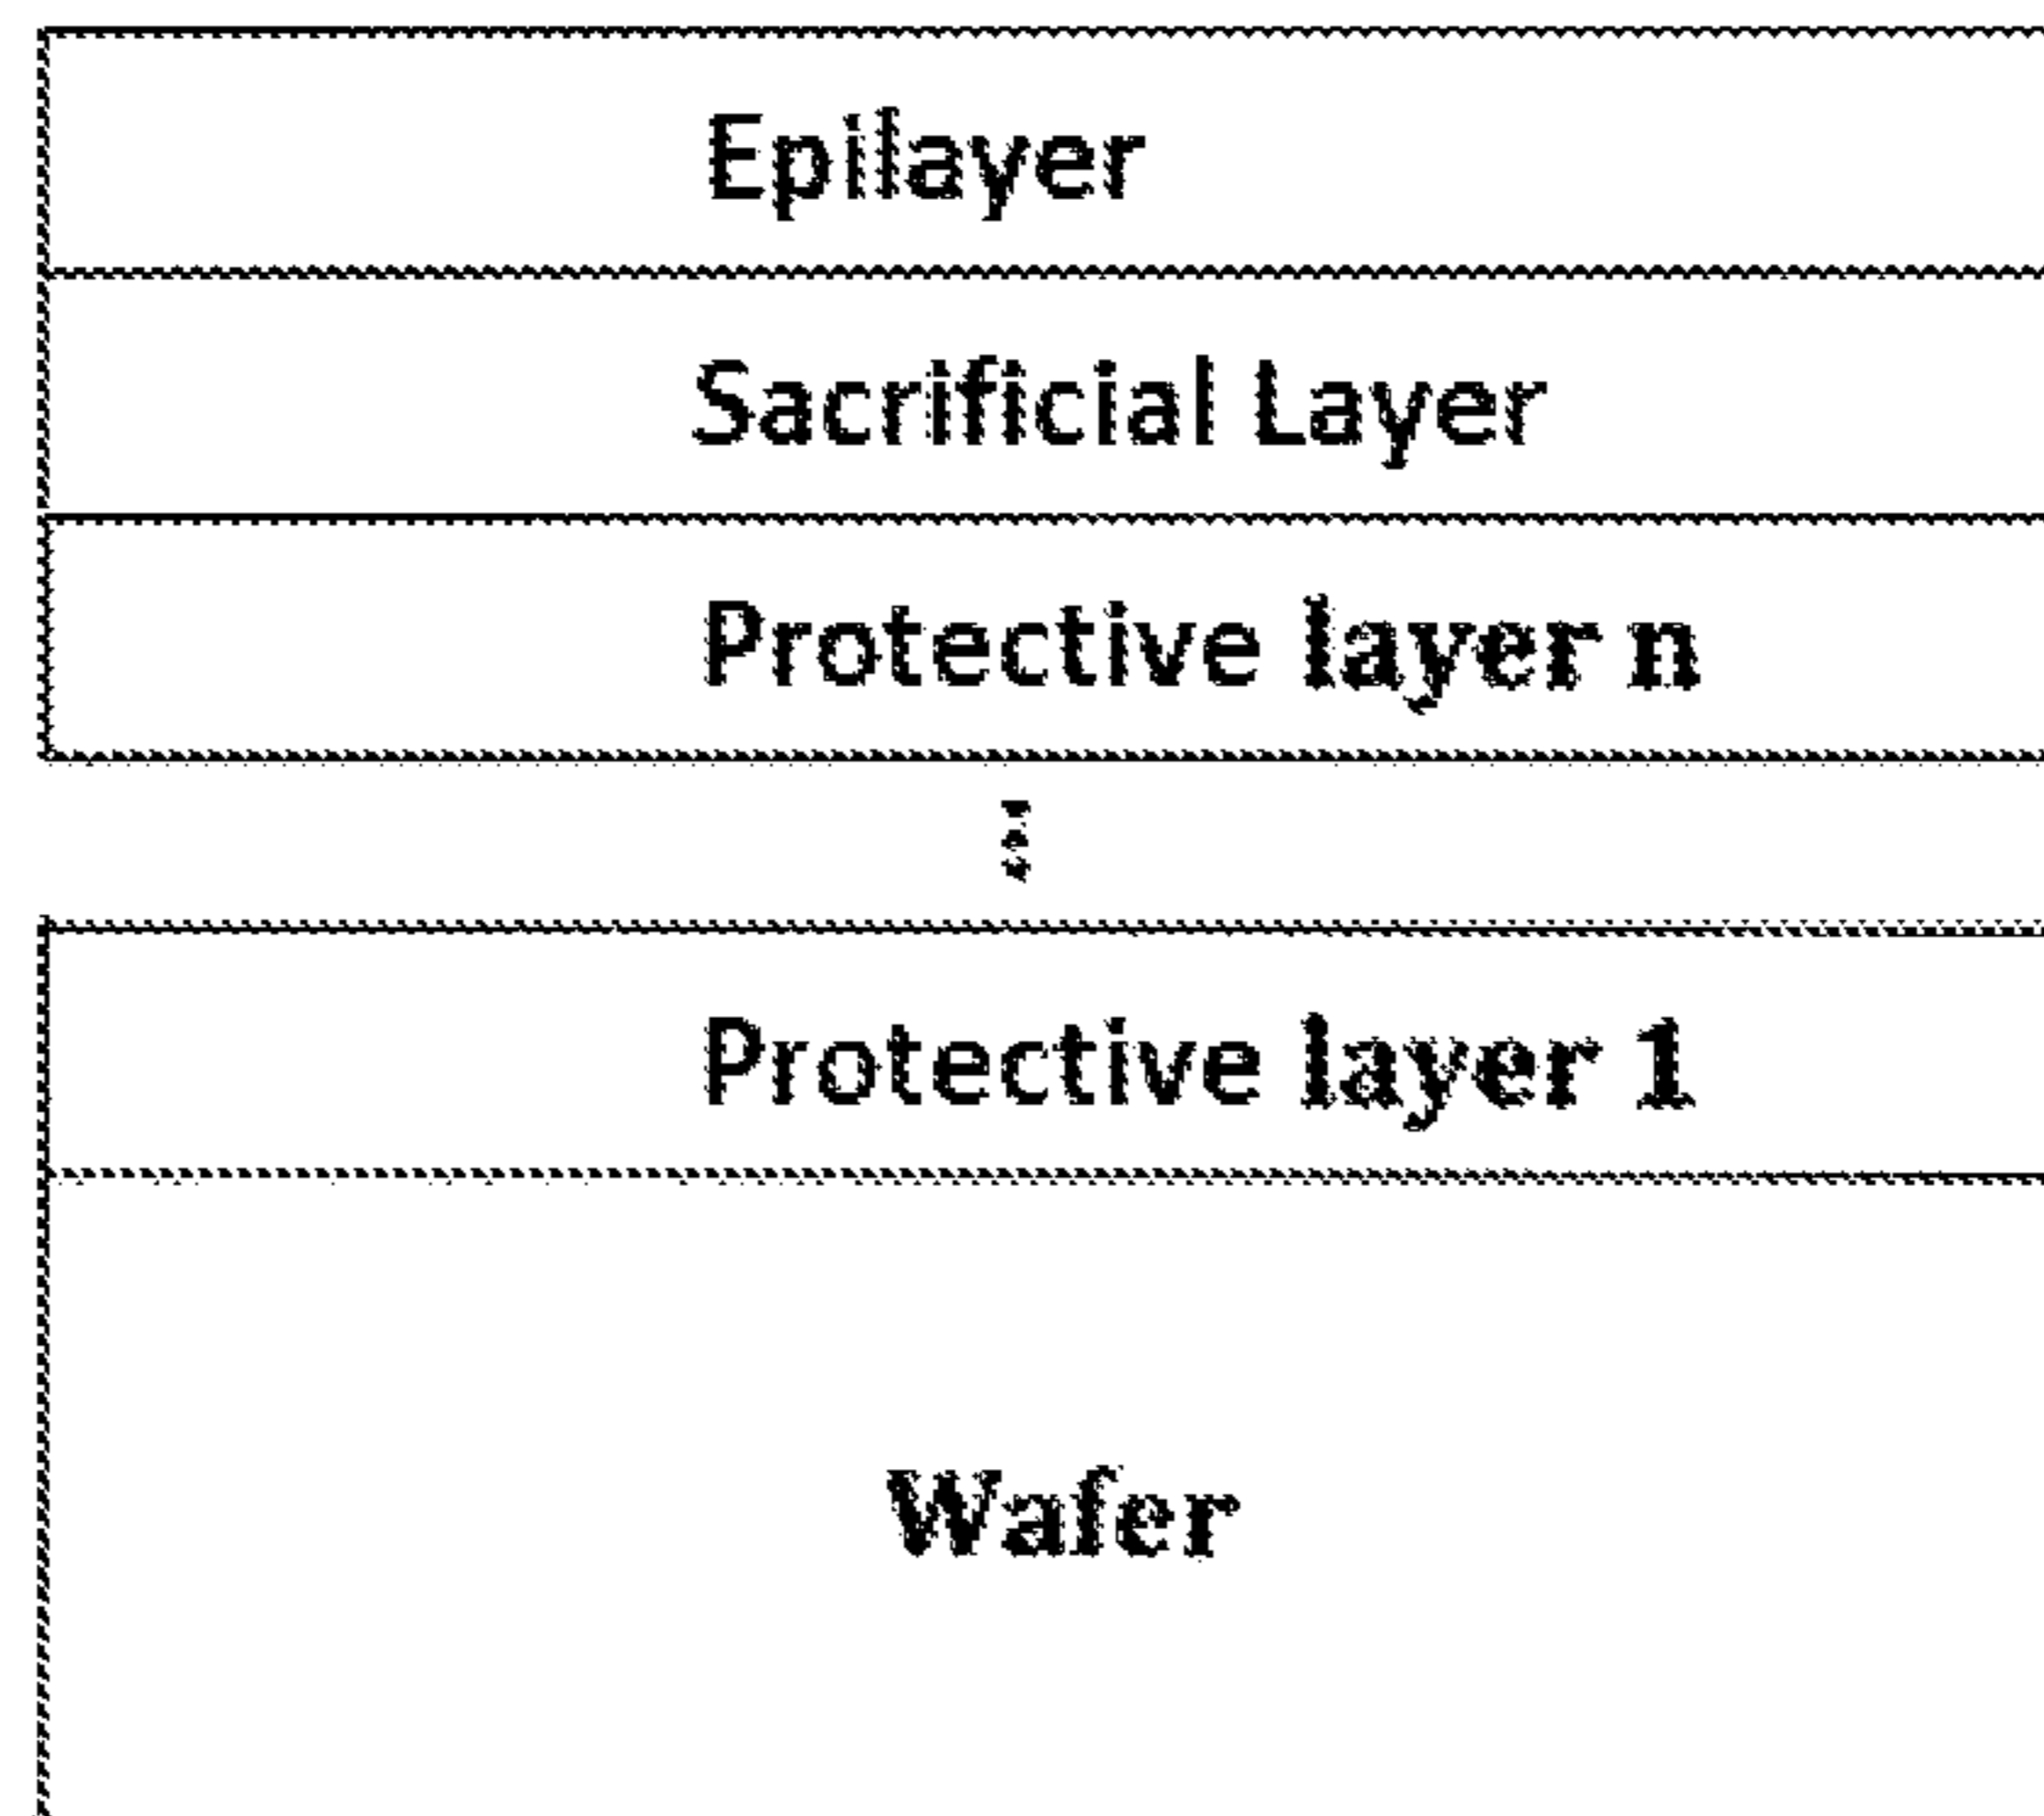 Epilayer
Sacrificial Layer
Protective layer n
Protective layer 1
Wafer